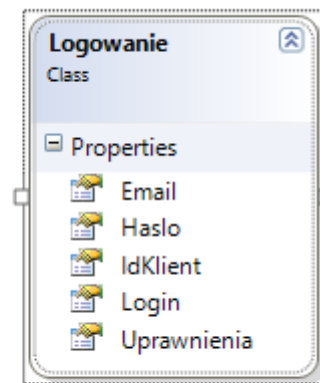 Logowanie
Class
Properties
Email
Haslo
IdKlient
Login
Uprawnienia